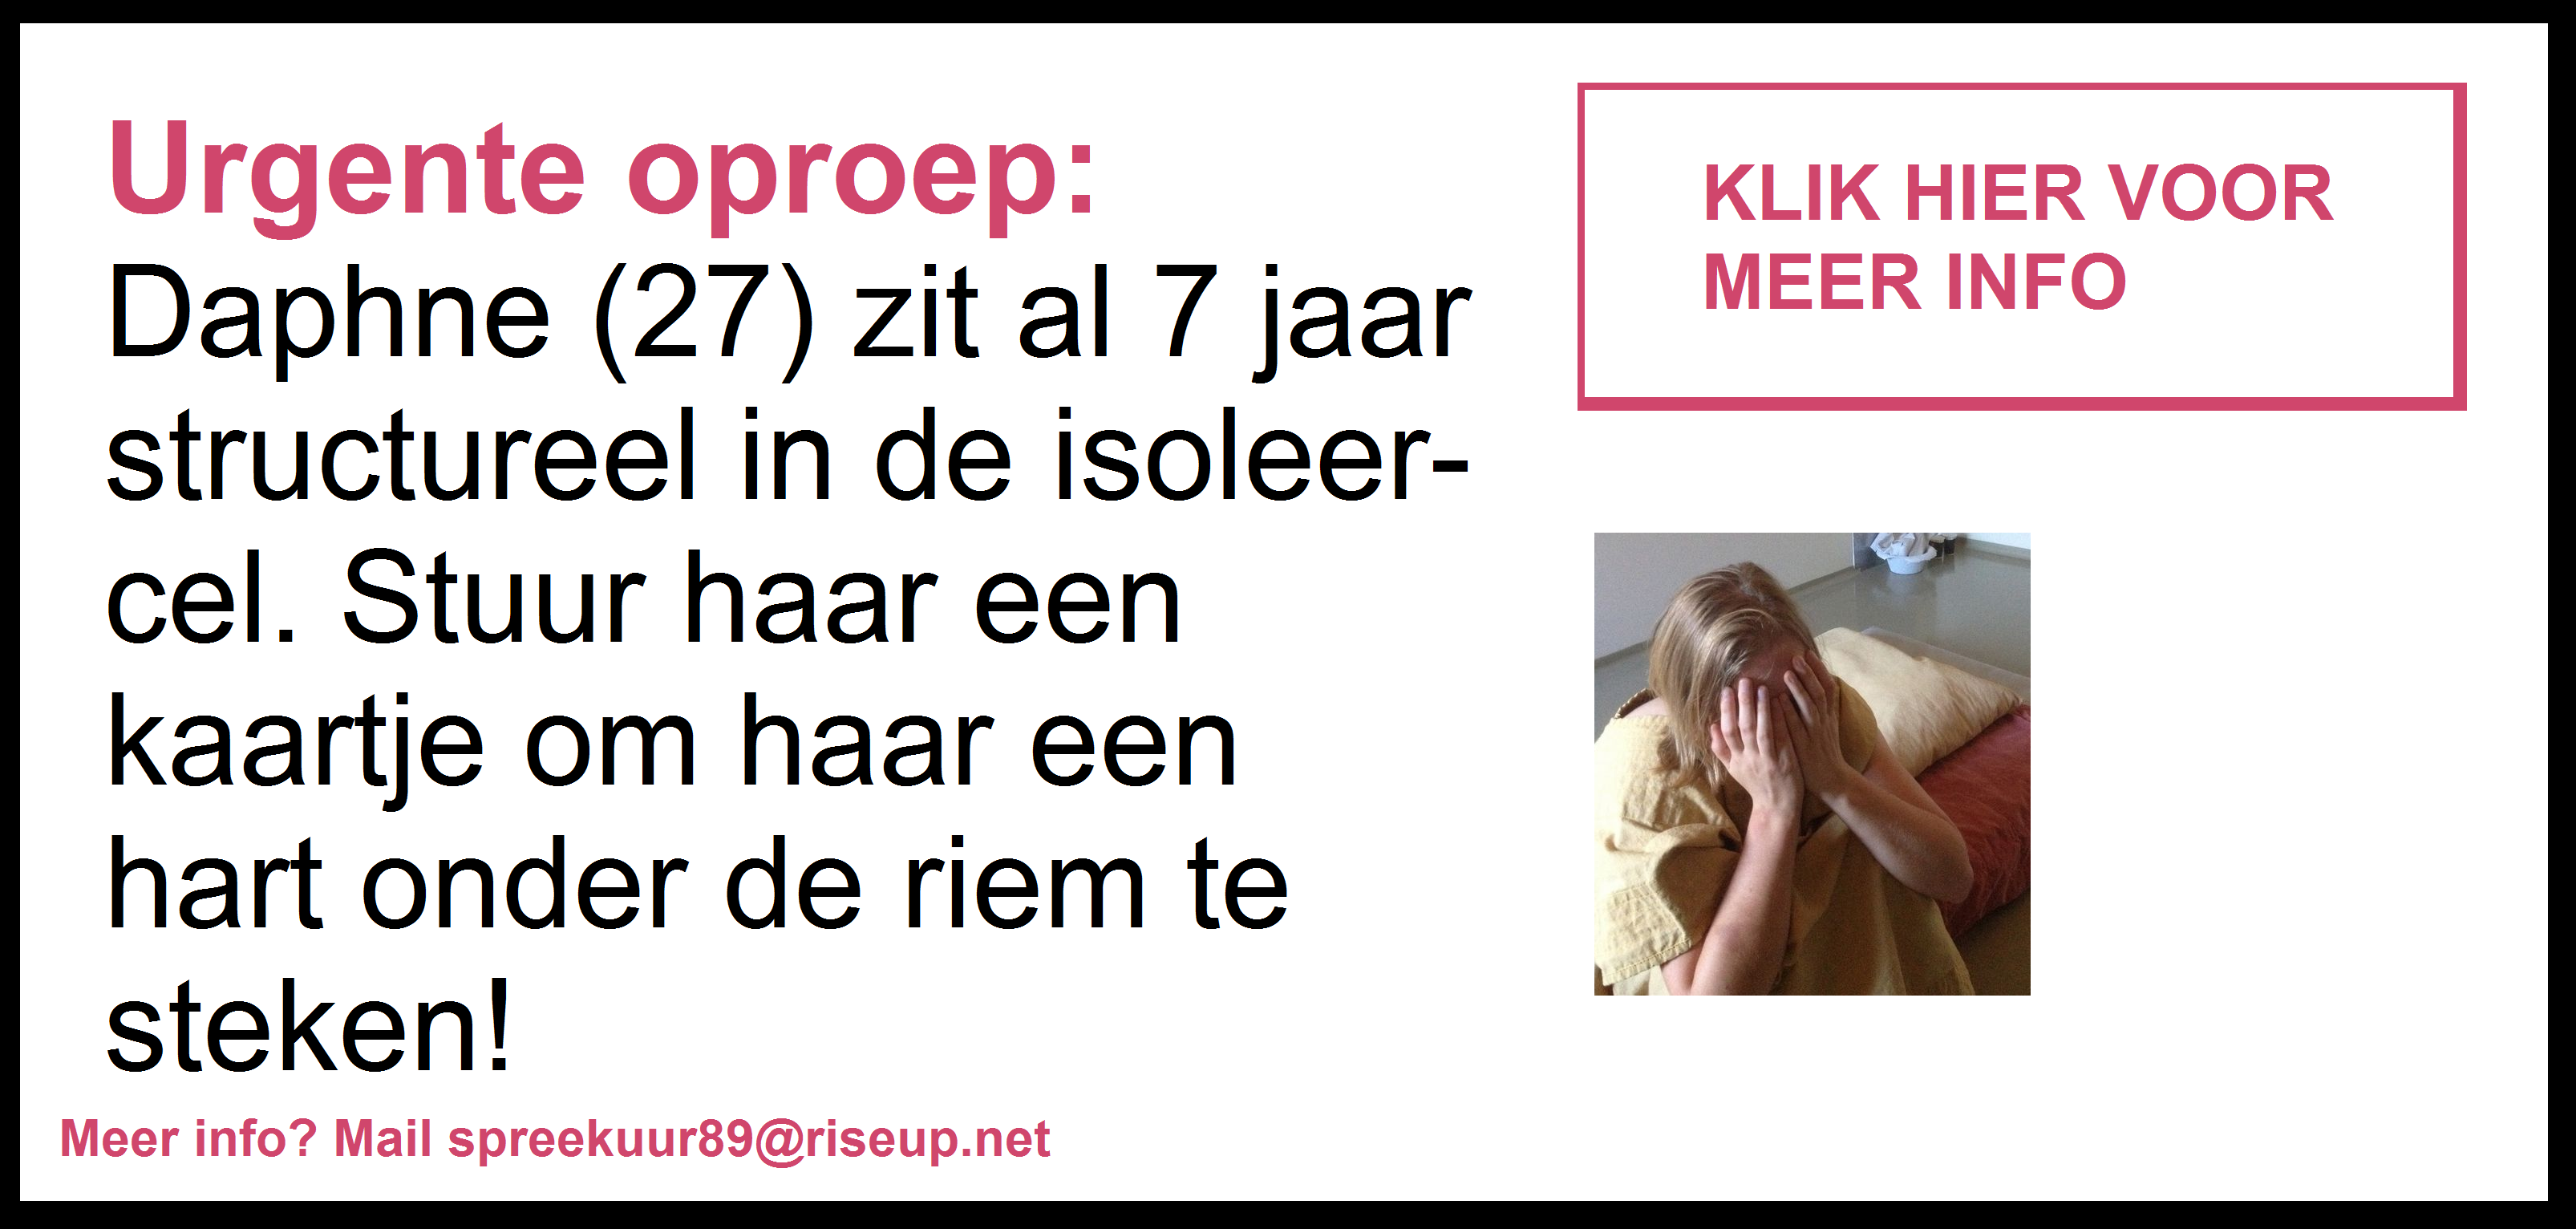 Urgente oproep:
Daphne (27) zit al 7 jaar
structureel in de isoleer-
cel. Stuur haar een
kaartje om haar een
hart onder de riem te
steken!
Meer info? Mail spreekuur89@riseup.net
KLIK HIER VOOR
MEER INFO